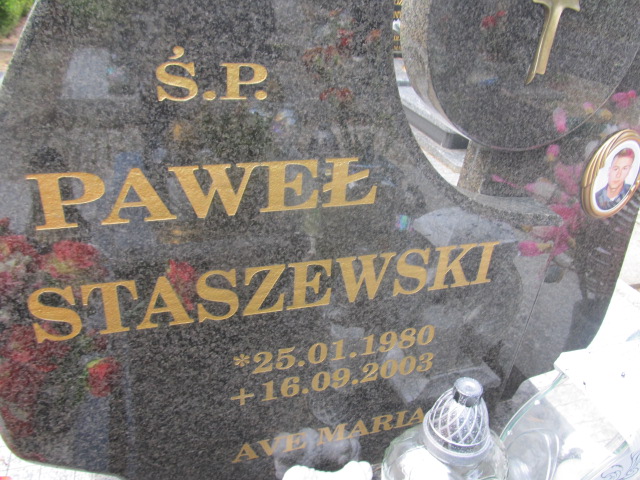 Ś.P.
PAWEŁ
STASZEWSKI
*25.01.1980
+16.09.2003
AVE MARIA